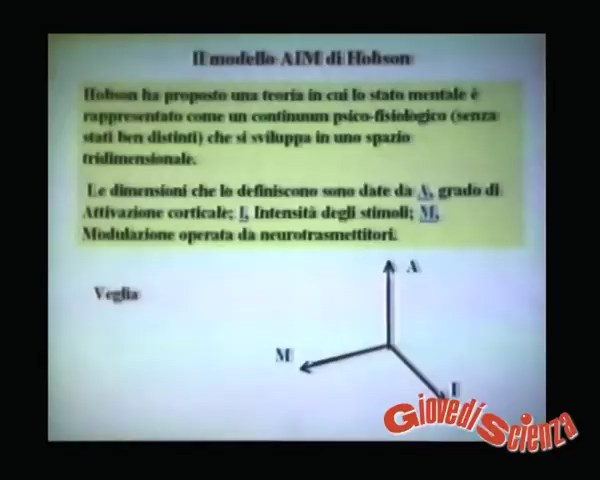 Il modello AIM di Hobson
Hobson ha proposto una teoria in cui lo stato mentale è
rappresentato come un continuum psico-fisiologico (senza
stati ben distinti) che si sviluppa in uno spazio
tridimensionale.
Le dimensioni che lo definiscono sono date da A, grado di
Attivazione corticale; I, Intensità degli stimoli; M,
Modulazione operata da neurotrasmettitori.
A
Veglia
M
I
Giovedì
Scienza